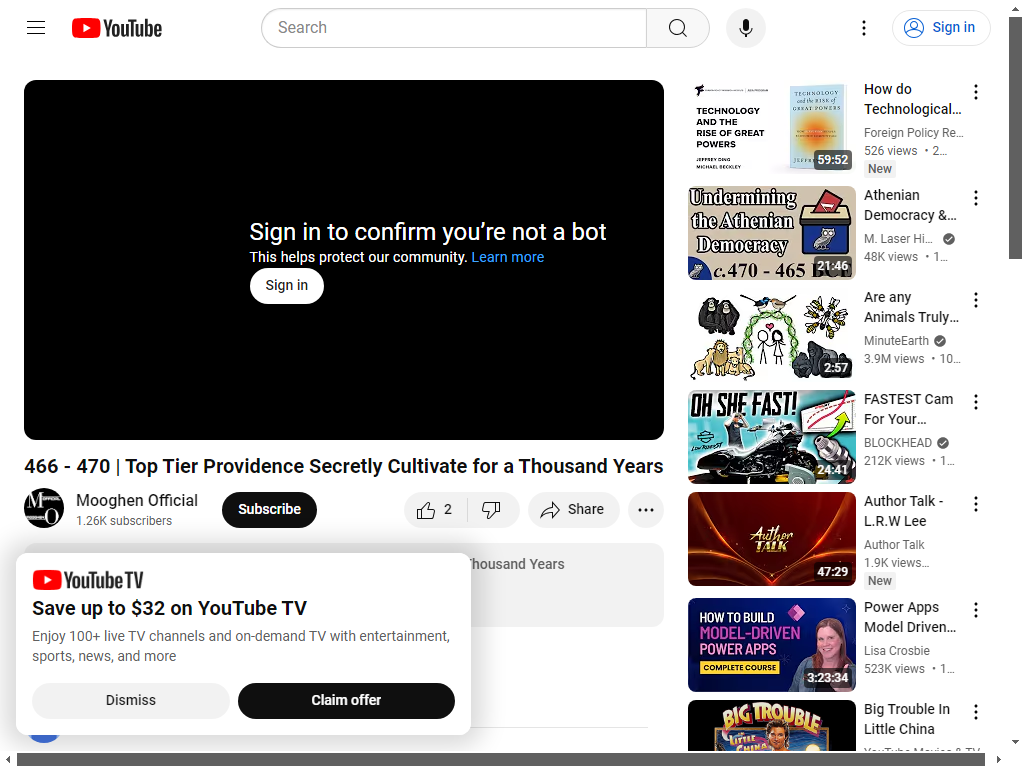 YouTube
Search
Sign in
Sign in to confirm you're not a bot
This helps protect our community. Learn more
Sign in
466 - 470 | Top Tier Providence Secretly Cultivate for a Thousand Years
Mooghen Official
1.26K subscribers
Subscribe
2
Share
Thousand Years
YouTube TV
Save up to $32 on YouTube TV
Enjoy 100+ live TV channels and on-demand TV with entertainment,
sports, news, and more
Dismiss
Claim offer
TECHNOLOGY
AND THE
RISE OF GREAT
POWERS
JEFFREY DING
MICHAEL BECKLEY
TECHNOLOGY
and the RISE of
GREAT POWERS
59:52
How do
Technological...
Foreign Policy Re...
526 views • 2...
New
Undermining
the Athenian
Democracy
c.470 - 465 BCE
21:46
Athenian
Democracy &...
M. Laser Hi...
48K views • 1...
2:57
Are any
Animals Truly...
MinuteEarth
3.9M views • 10...
OH SHE FAST!
24:41
FASTEST Cam
For Your...
BLOCKHEAD
212K views • 1...
Author
TALK
47:29
Author Talk -
L.R.W Lee
Author Talk
1.9K views...
New
HOW TO BUILD
MODEL-DRIVEN
POWER APPS
COMPLETE COURSE
3:23:34
Power Apps
Model Driven...
Lisa Crosbie
523K views • 1...
BIG TROUBLE
IN
LITTLE
CHINA
Big Trouble In
Little China
YouTube Movies & TV